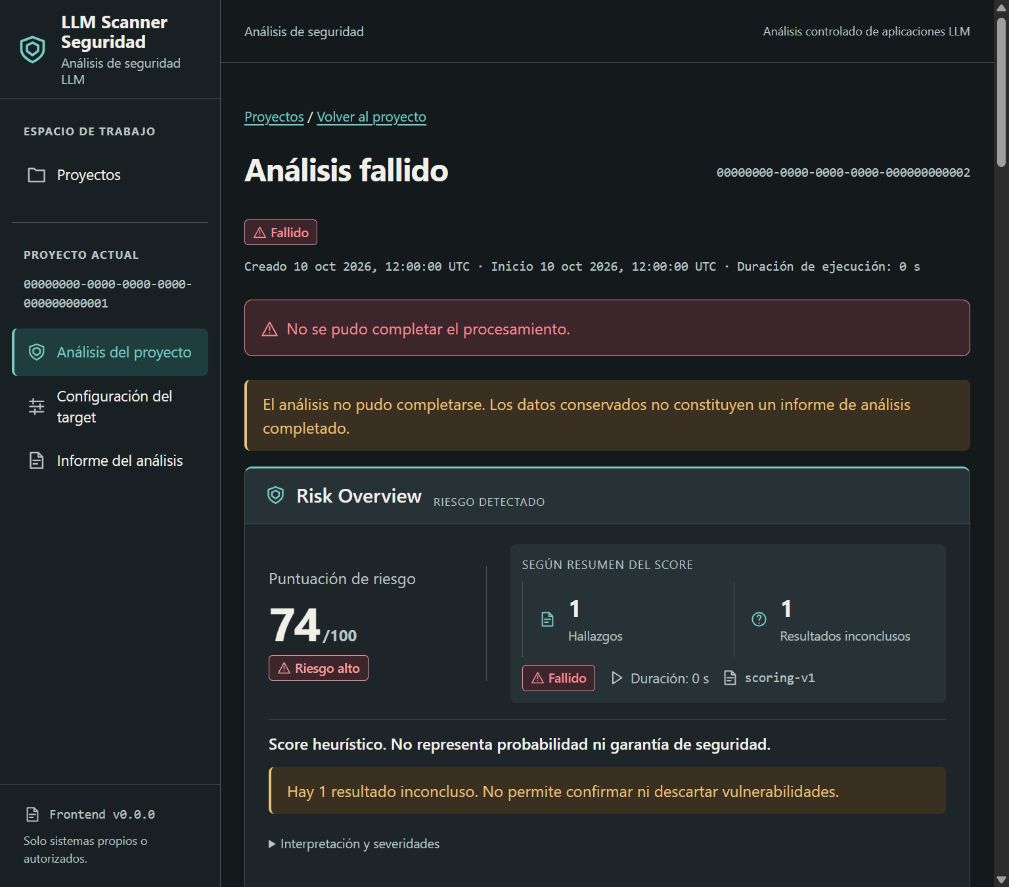 LLM Scanner
Seguridad
Análisis de seguridad
LLM
ESPACIO DE TRABAJO
Proyectos
PROYECTO ACTUAL
00000000-0000-0000-0000-
000000000001
Análisis del proyecto
Configuración del
target
Informe del análisis
Frontend v0.0.0
Solo sistemas propios o
autorizados.
Análisis de seguridad
Análisis controlado de aplicaciones LLM
Proyectos / Volver al proyecto
Análisis fallido
00000000-0000-0000-0000-000000000002
Fallido
Creado 10 oct 2026, 12:00:00 UTC · Inicio 10 oct 2026, 12:00:00 UTC · Duración de ejecución: 0 s
No se pudo completar el procesamiento.
El análisis no pudo completarse. Los datos conservados no constituyen un informe de análisis
completado.
Risk Overview RIESGO DETECTADO
Puntuación de riesgo
74/100
Riesgo alto
SEGÚN RESUMEN DEL SCORE
1
Hallazgos
1
Resultados inconclusos
Fallido Duración: 0 s scoring-v1
Score heurístico. No representa probabilidad ni garantía de seguridad.
Hay 1 resultado inconcluso. No permite confirmar ni descartar vulnerabilidades.
Interpretación y severidades